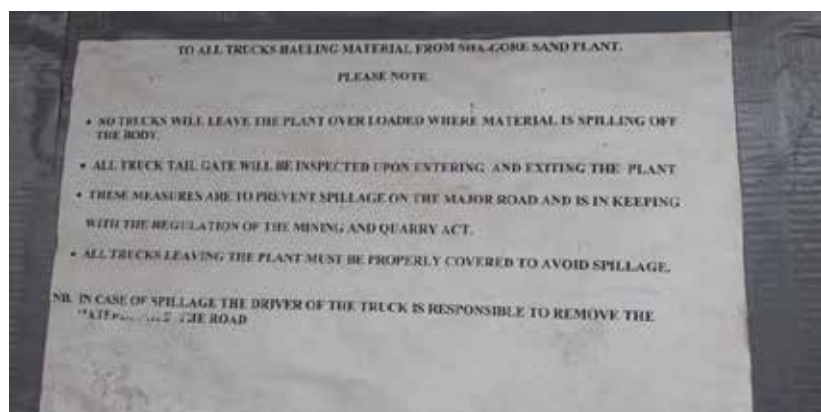 TO ALL TRUCKS HAULING MATERIAL FROM SHA-GORE SAND PLANT.
PLEASE NOTE
• NO TRUCKS WILL LEAVE THE PLANT OVER LOADED WHERE MATERIAL IS SPILLING OFF
THE BODY.
• ALL TRUCK TAIL GATE WILL BE INSPECTED UPON ENTERING AND EXITING THE PLANT
• THESE MEASURES ARE TO PREVENT SPILLAGE ON THE MAJOR ROAD AND IS IN KEEPING
WITH THE REGULATION OF THE MINING AND QUARRY ACT.
• ALL TRUCKS LEAVING THE PLANT MUST BE PROPERLY COVERED TO AVOID SPILLAGE.
NB. IN CASE OF SPILLAGE THE DRIVER OF THE TRUCK IS RESPONSIBLE TO REMOVE THE
THE ROAD